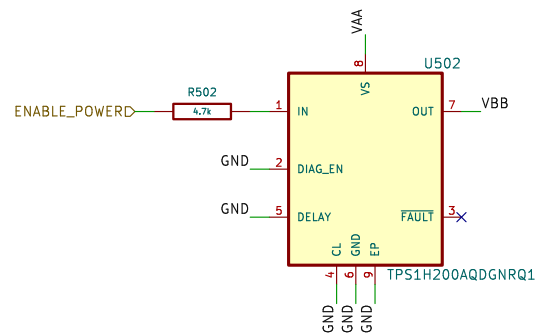 VAA
U502
8
VS
R502
ENABLE_POWER
4.7k
1
IN
OUT
7
VBB
GND
2
DIAG_EN
GND
5
DELAY
FAULT
3
CL
GND
EP
4
6
9
TPS1H200AQDGNRQ1
GND
GND
GND